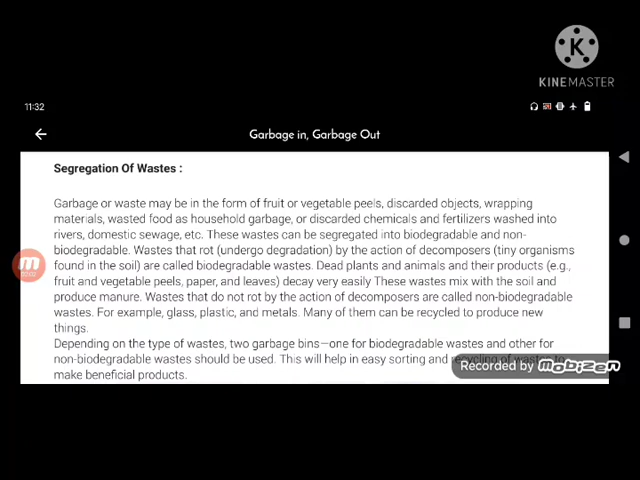 K
KINEMASTER
11:32
Garbage in, Garbage Out
Segregation Of Wastes :
Garbage or waste may be in the form of fruit or vegetable peels, discarded objects, wrapping
materials, wasted food as household garbage, or discarded chemicals and fertilizers washed into
rivers, domestic sewage, etc. These wastes can be segregated into biodegradable and non-
biodegradable. Wastes that rot (undergo degradation) by the action of decomposers (tiny organisms
found in the soil) are called biodegradable wastes. Dead plants and animals and their products (e.g.,
fruit and vegetable peels, paper, and leaves) decay very easily These wastes mix with the soil and
produce manure. Wastes that do not rot by the action of decomposers are called non-biodegradable
wastes. For example, glass, plastic, and metals. Many of them can be recycled to produce new
things.
Depending on the type of wastes, two garbage bins—one for biodegradable wastes and other for
non-biodegradable wastes should be used. This will help in easy sorting and recycling of wastes to
make beneficial products.
Recorded by mobizen